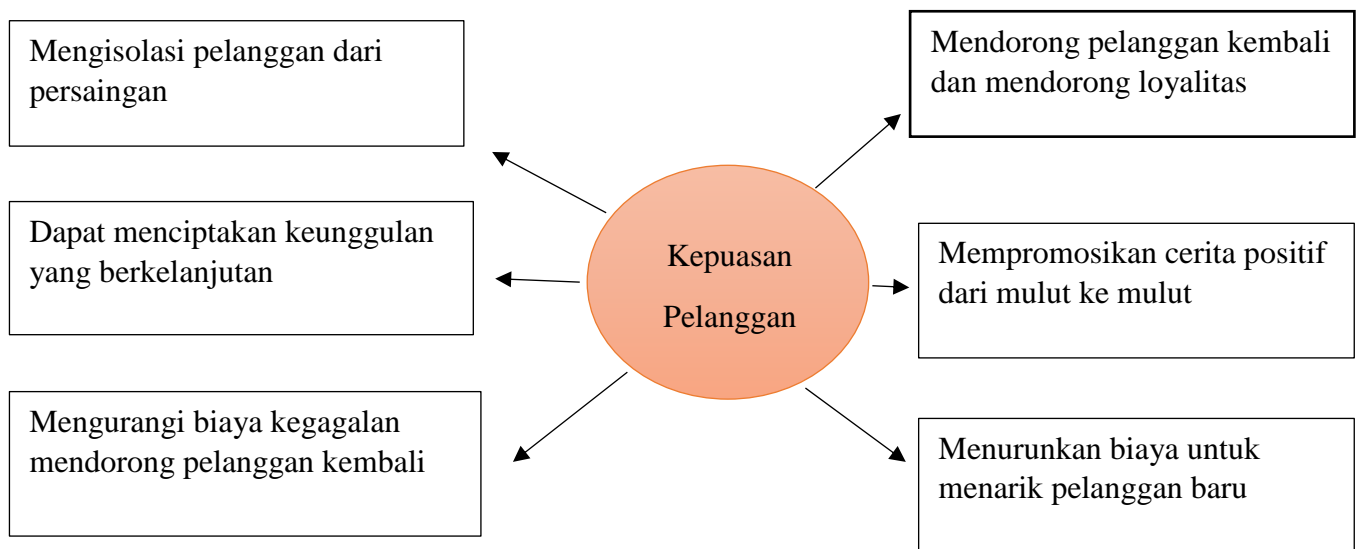 Mengisolasi pelanggan dari
persaingan
Mendorong pelanggan kembali
dan mendorong loyalitas
Dapat menciptakan keunggulan
yang berkelanjutan
Kepuasan
Pelanggan
Mempromosikan cerita positif
dari mulut ke mulut
Mengurangi biaya kegagalan
mendorong pelanggan kembali
Menurunkan biaya untuk
menarik pelanggan baru